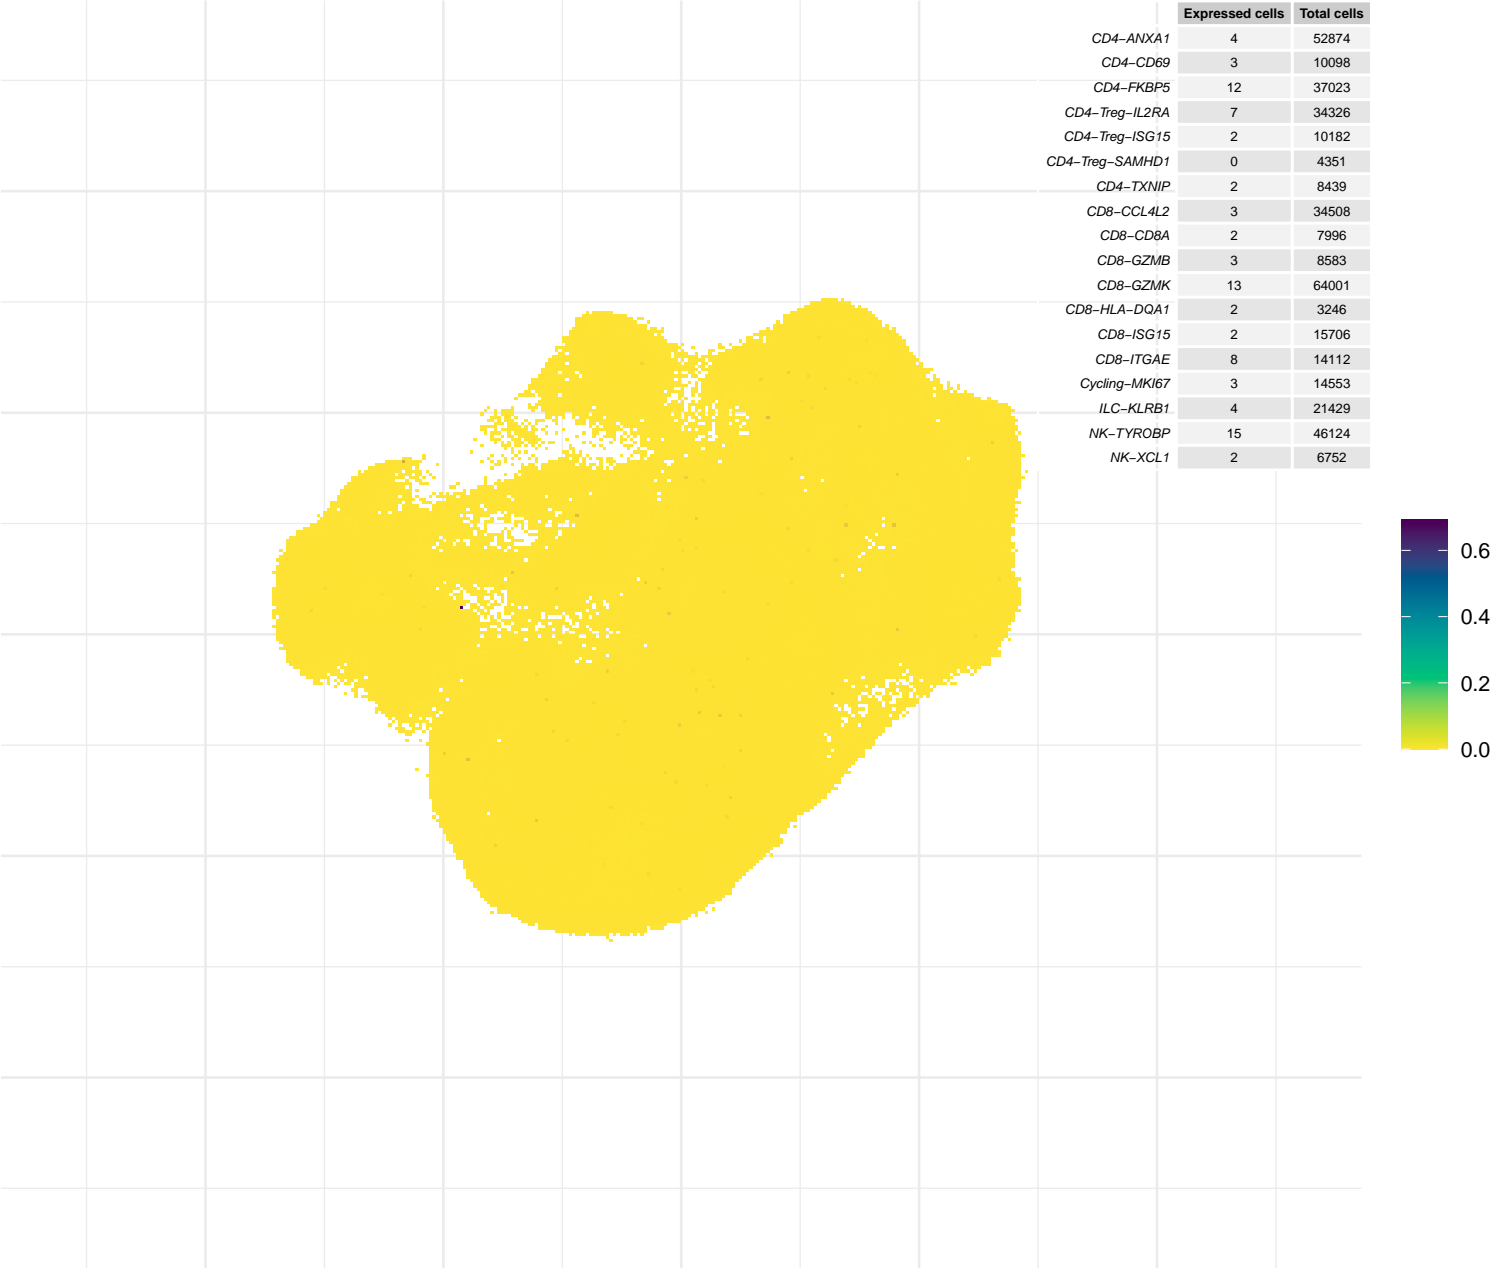 Expressed cells Total cells
CD4−ANXA1 4 52874
CD4−CD69 3 10098
CD4−FKBP5 12 37023
CD4−Treg−IL2RA 7 34326
CD4−Treg−ISG15 2 10182
CD4−Treg−SAMHD1 0 4351
CD4−TXNIP 2 8439
CD8−CCL4L2 3 34508
CD8−CD8A 2 7996
CD8−GZMB 3 8583
CD8−GZMK 13 64001
CD8−HLA−DQA1 2 3246
CD8−ISG15 2 15706
CD8−ITGAE 8 14112
Cycling−MKI67 3 14553
ILC−KLRB1 4 21429
NK−TYROBP 15 46124
NK−XCL1 2 6752
0.6
0.4
0.2
0.0